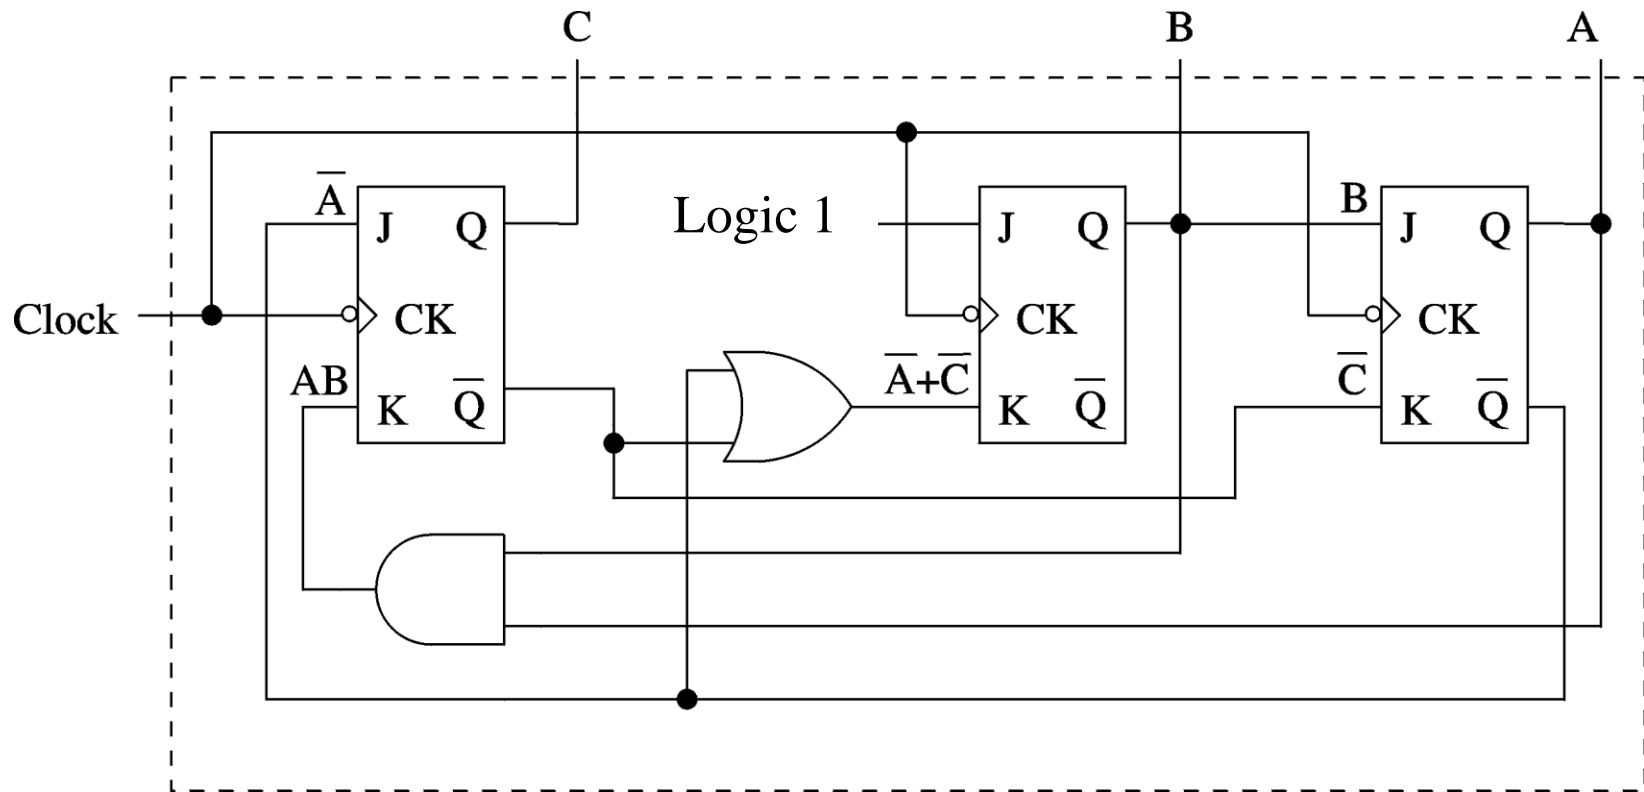 C B A
A̅ Logic 1 B
J Q J Q J Q
Clock CK CK CK
AB A̅+C̅ C̅
K Q̅ K Q̅ K Q̅